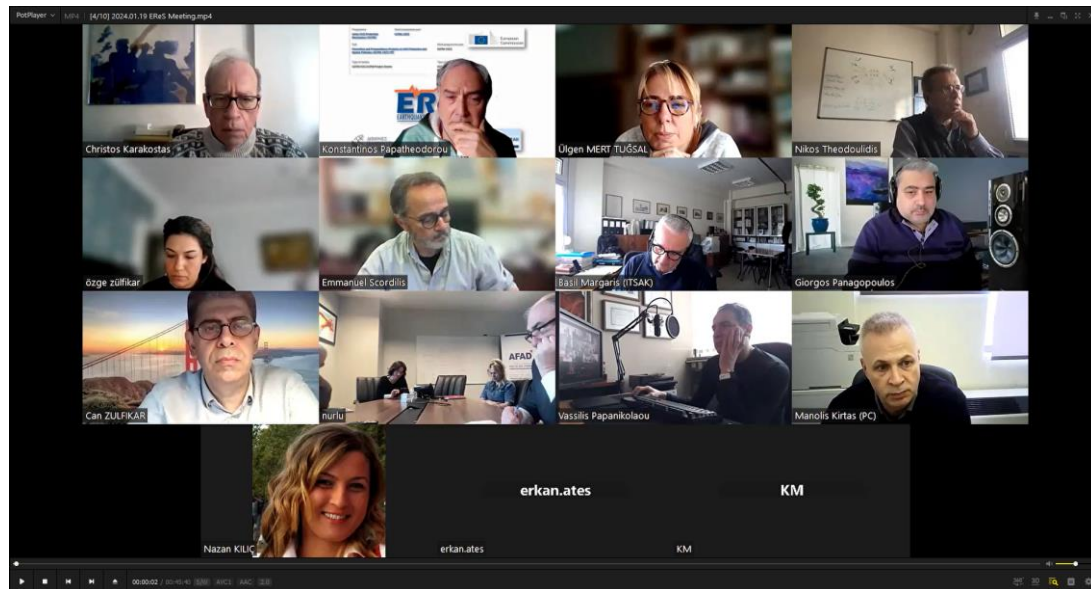 PotPlayer
MP4 | [4/10] 2024.01.19 EReS Meeting.mp4
European
Commission
ER
EARTHQUAKE
Christos Karakostas
Konstantinos Papatheodorou
Ülgen MERT TUĞSAL
Nikos Theodoulidis
özge zülfikar
Emmanuel Scordilis
Basil Margaris (ITSAK)
Giorgos Panagopoulos
AFAD
Can ZULFIKAR
nurlu
Vassilis Papanikolaou
Manolis Kirtas (PC)
erkan.ates
KM
Nazan KILIÇ
erkan.ates
KM
00:00:02 / 00:45:40 S/W AVC1 AAC 2.0
360°
3D